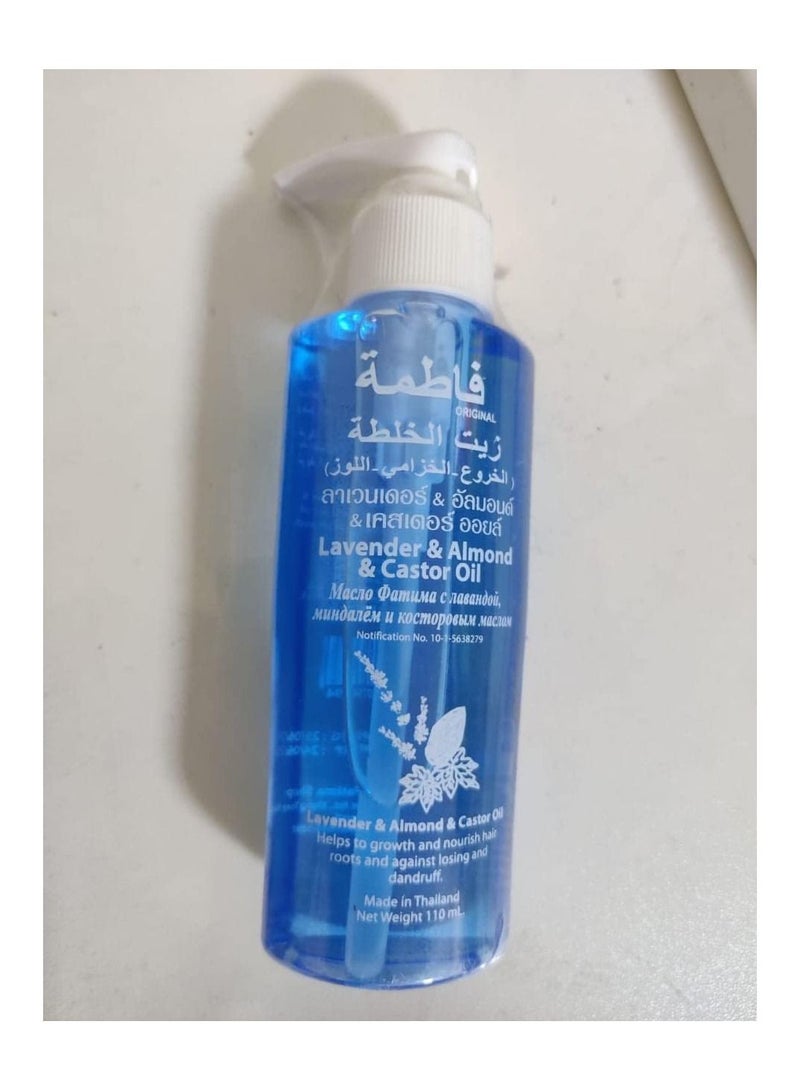 فاطمة
ORIGINAL
زيت الخلطة
(الخروع-الخزامي-اللوز)
ลาเวนเดอร์ & อัลมอนด์
& เคสเตอร์ ออยล์
Lavender & Almond
& Castor Oil
Масло Фатима с лавандой,
миндалём и косторовым маслом
Notification No. 10-1-5638279
Lavender & Almond & Castor Oil
Helps to growth and nourish hair
roots and against losing and
dandruff.
Made in Thailand
Net Weight 110 mL.